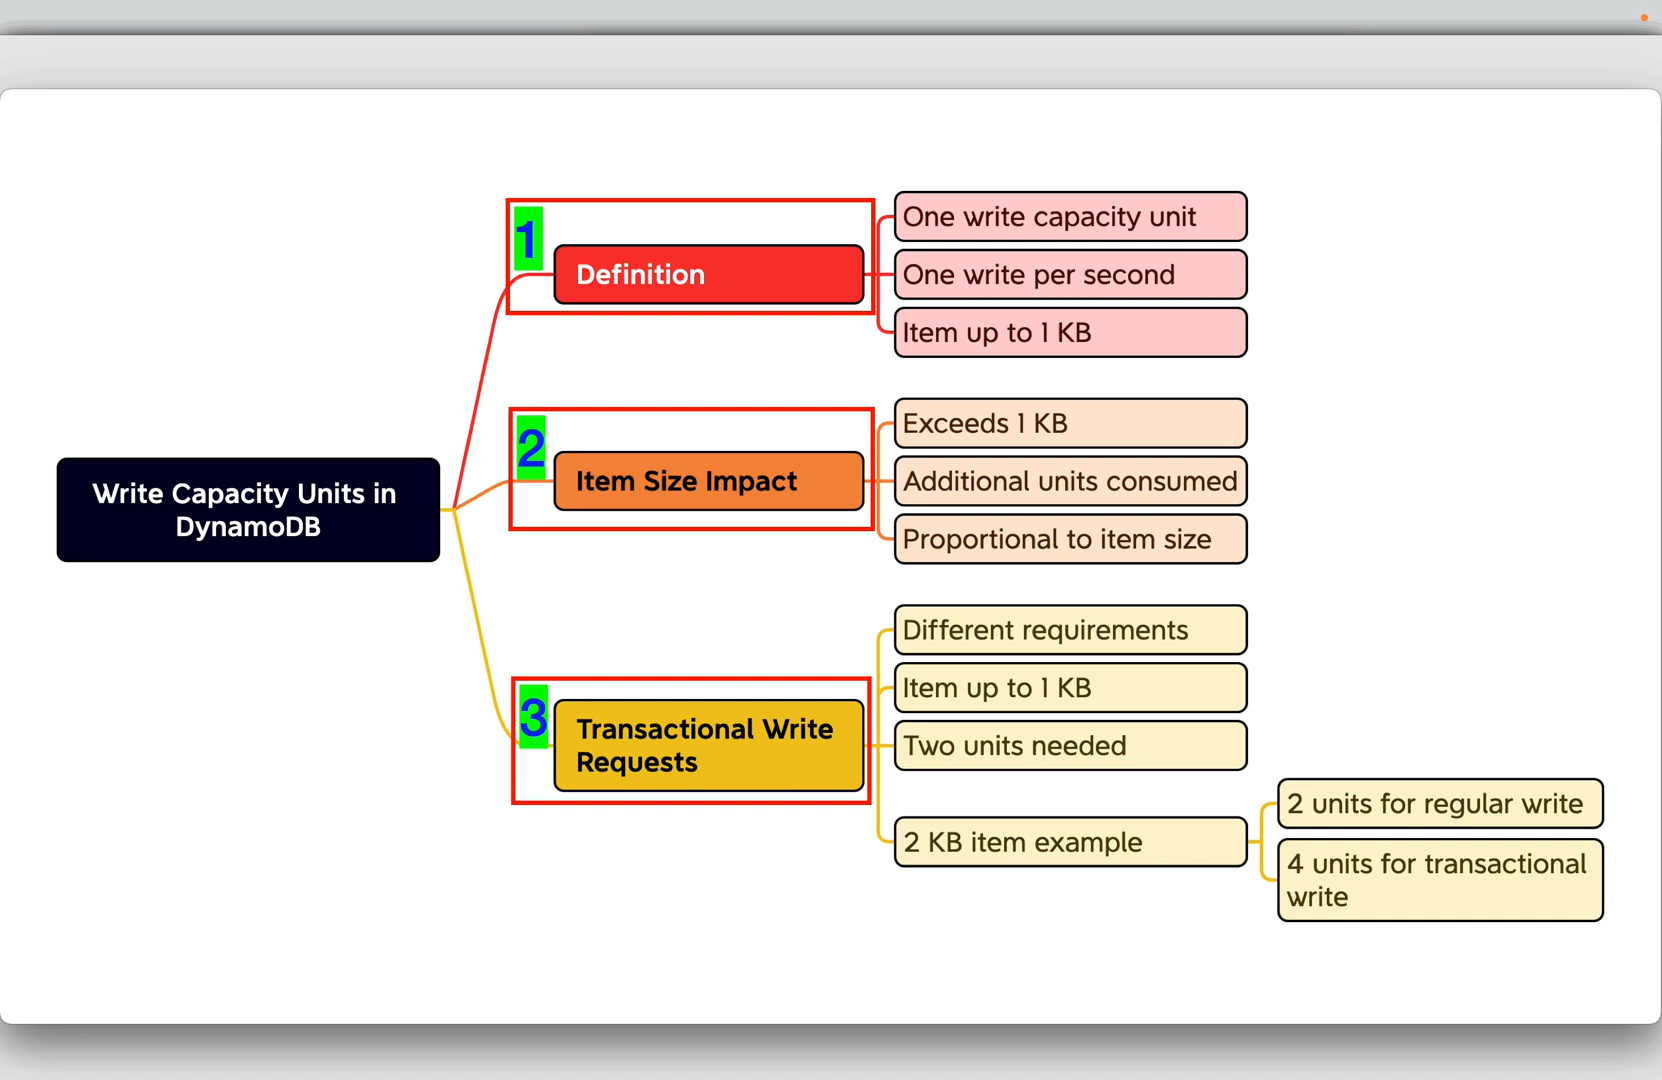 Write Capacity Units in
DynamoDB
1
Definition
One write capacity unit
One write per second
Item up to 1 KB
2
Item Size Impact
Exceeds 1 KB
Additional units consumed
Proportional to item size
3
Transactional Write
Requests
Different requirements
Item up to 1 KB
Two units needed
2 KB item example
2 units for regular write
4 units for transactional
write